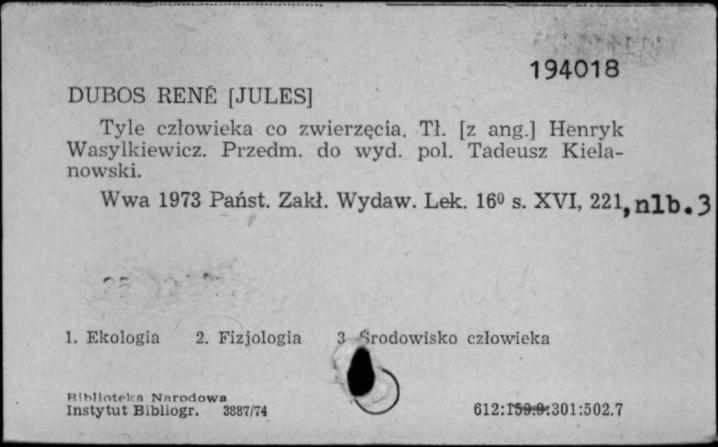 194018
DUBOS RENÉ [JULES]
Tyle człowieka co zwierzęcia. Tł. [z ang.] Henryk
Wasylkiewicz. Przedm. do wyd. pol. Tadeusz Kiela-
nowski.
Wwa 1973 Państ. Zakł. Wydaw. Lek. 16⁰ s. XVI, 221, nlb. 3
1. Ekologia 2. Fizjologia 3 Środowisko człowieka
Biblioteka Narodowa
Instytut Bibliogr. 3887/74 612:159.9:301:502.7